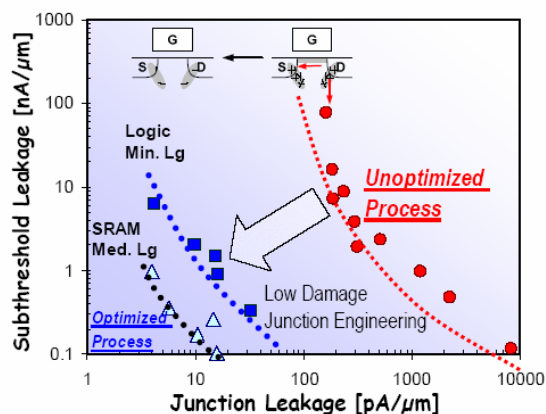 Subthreshold Leakage [nA/µm]
1000
100
10
1
0.1
G
S
D
G
S
D
Logic
Min. Lg
Unoptimized
Process
SRAM
Med. Lg
Low Damage
Junction Engineering
Optimized
Process
1
10
100
1000
10000
Junction Leakage [pA/µm]